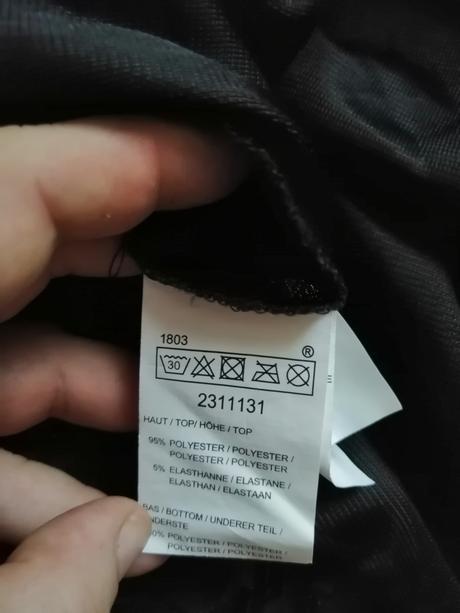 1803
®
30
2311131
HAUT / TOP / HÖHE / TOP
95% POLYESTER / POLYESTER /
POLYESTER / POLYESTER
5% ELASTHANNE / ELASTANE /
ELASTHAN / ELASTAAN
BAS / BOTTOM / UNDERER TEIL /
POLYESTER / POLYESTER /
POLYESTER / POLYESTER